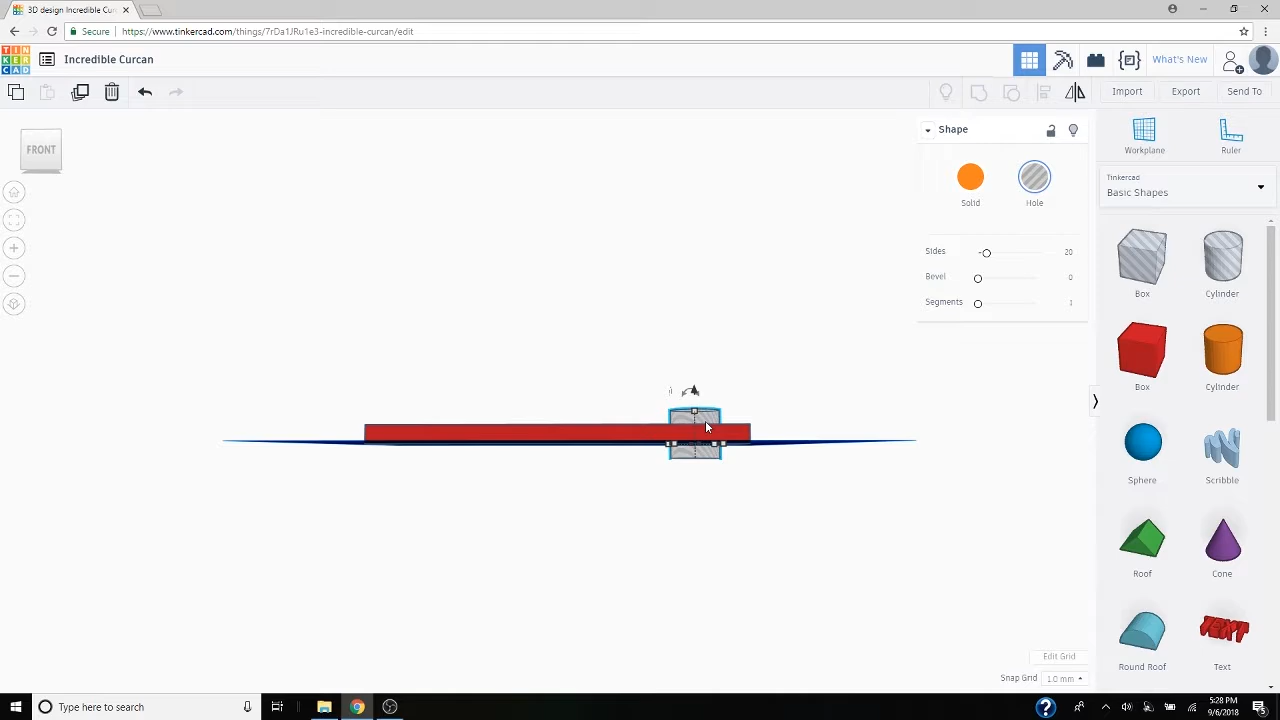 3D design Incredible Cur
Secure https://www.tinkercad.com/things/7rDa1JRu1e3-incredible-curcan/edit
TIN
KER
CAD
Incredible Curcan
What's New
Import Export Send To
FRONT
Shape
Solid Hole
Sides 20
Bevel 0
Segments 1
Workplane Ruler
Tinkercad
Basic Shapes
Box Cylinder
Box Cylinder
Sphere Scribble
Roof Cone
TEXT
Round Roof Text
Edit Grid
Snap Grid 1.0 mm
Type here to search
5:28 PM
9/6/2018